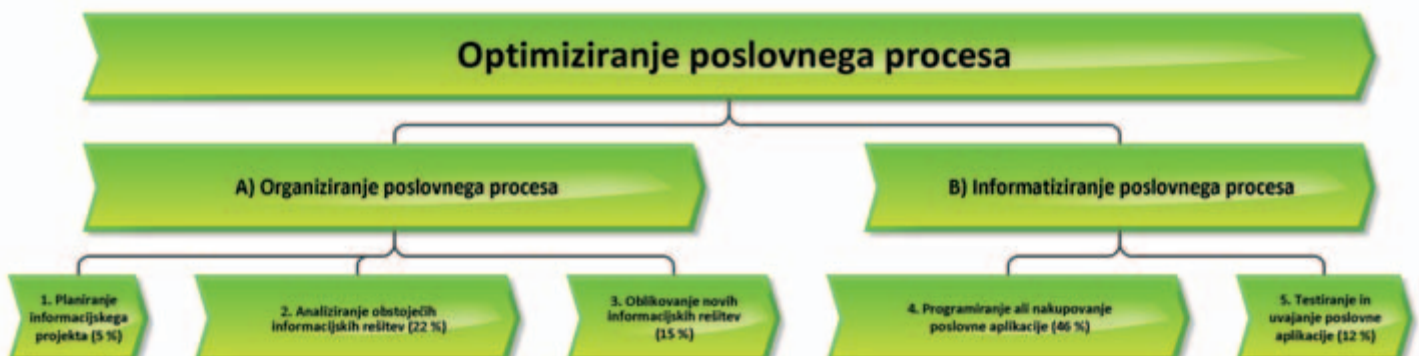 Optimiziranje poslovnega procesa
A) Organiziranje poslovnega procesa
B) Informatiziranje poslovnega procesa
1. Planiranje
informacijskega
projekta (5 %)
2. Analiziranje obstoječih
informacijskih rešitev (22 %)
3. Oblikovanje novih
informacijskih rešitev
(15 %)
4. Programiranje ali nakupovanje
poslovne aplikacije (46 %)
5. Testiranje in
uvajanje poslovne
aplikacije (12 %)